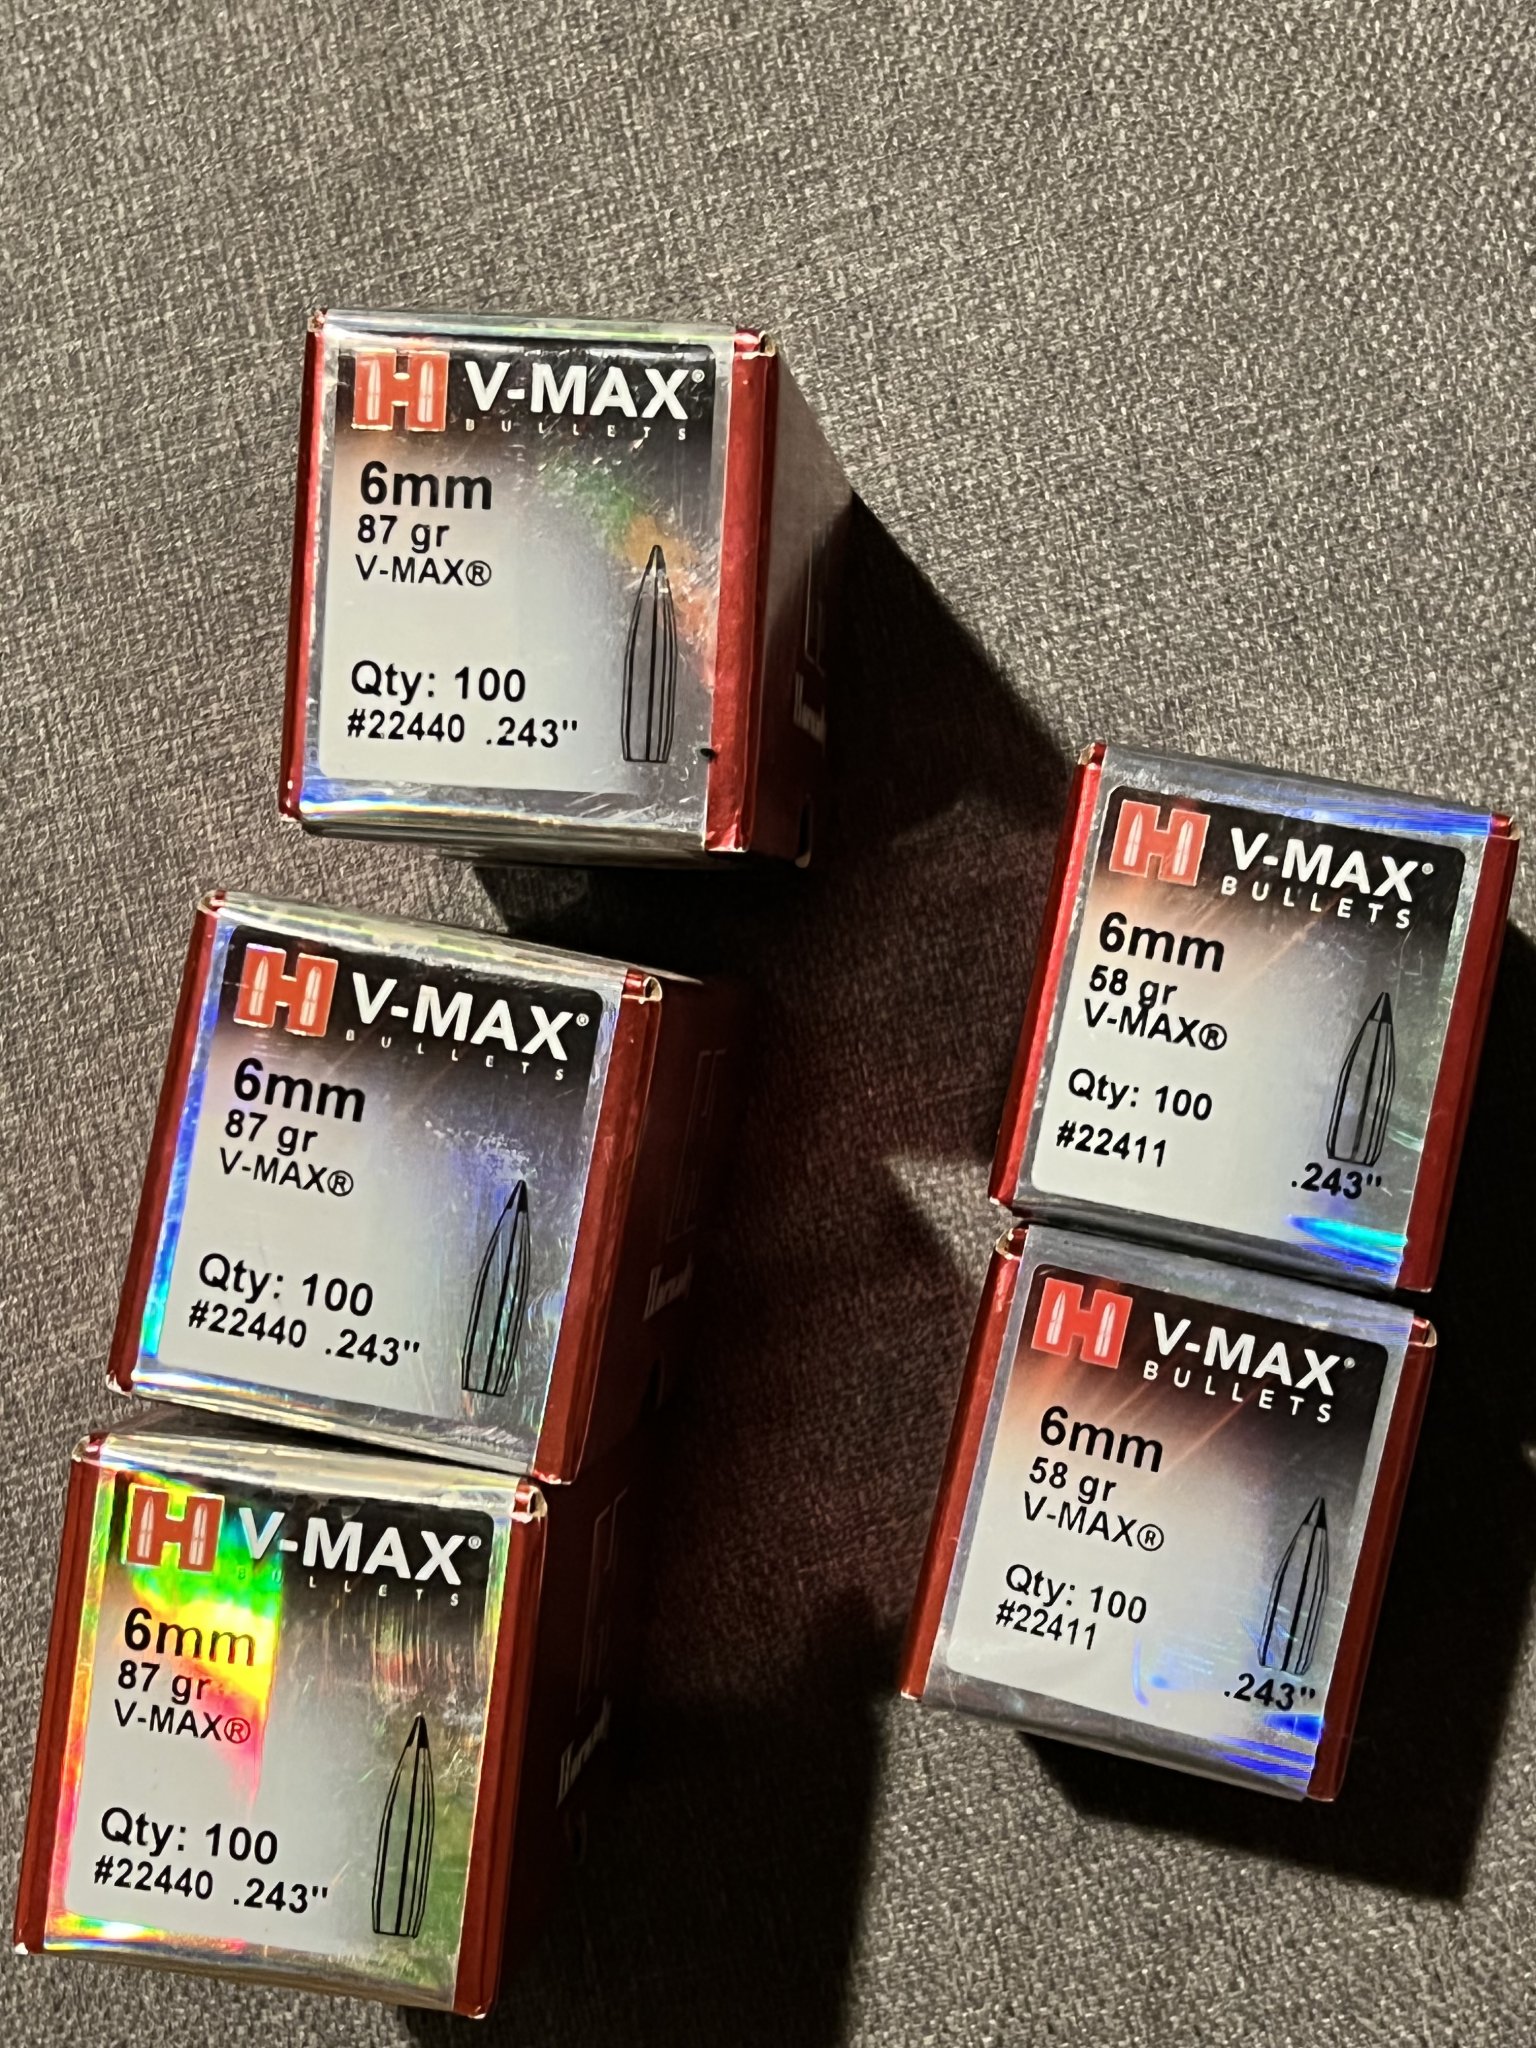 H V-MAX®
BULLETS
6mm
87 gr
V-MAX®
Qty: 100
#22440 .243"
H V-MAX®
BULLETS
6mm
87 gr
V-MAX®
Qty: 100
#22440 .243"
H V-MAX®
BULLETS
6mm
87 gr
V-MAX®
Qty: 100
#22440 .243"
H V-MAX®
BULLETS
6mm
58 gr
V-MAX®
Qty: 100
#22411
.243"
H V-MAX®
BULLETS
6mm
58 gr
V-MAX®
Qty: 100
#22411
.243"